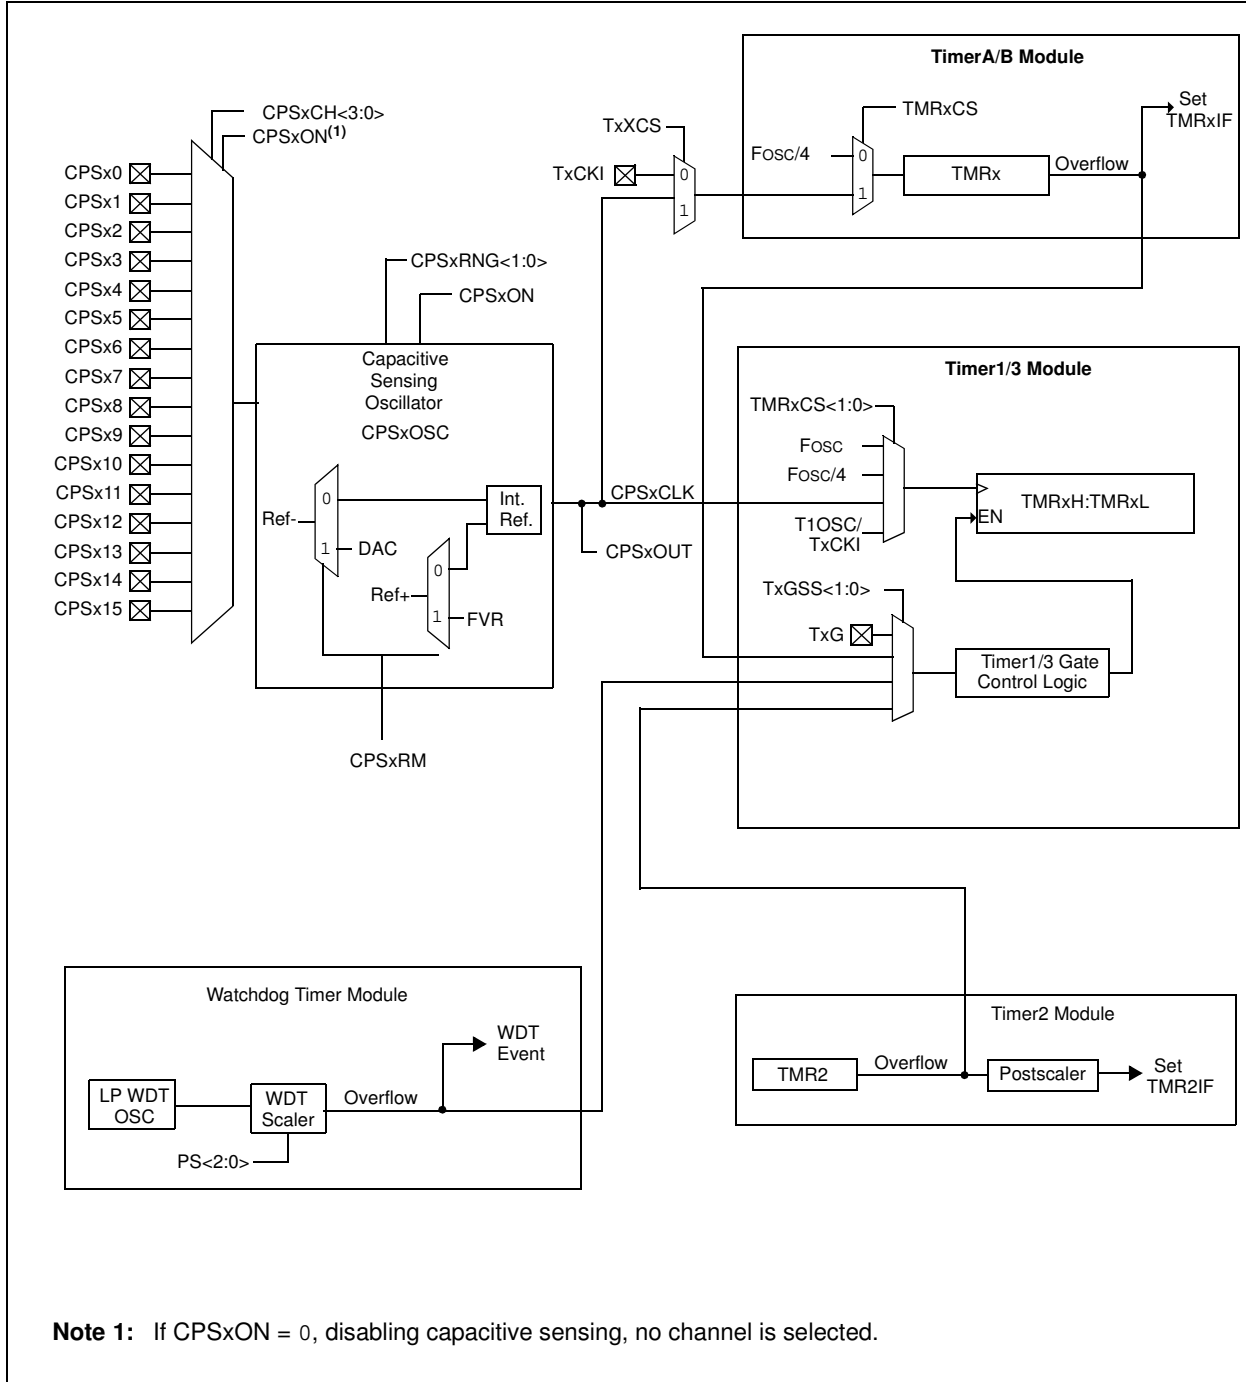 TimerA/B Module
TMRxCS
Set
TMRxIF
FOSC/4
0
1
TMRx
Overflow
CPSxCH<3:0>
CPSxON(1)
TxXCS
TxCKI
0
1
CPSx0
CPSx1
CPSx2
CPSx3
CPSx4
CPSx5
CPSx6
CPSx7
CPSx8
CPSx9
CPSx10
CPSx11
CPSx12
CPSx13
CPSx14
CPSx15
CPSxRNG<1:0>
CPSxON
Capacitive
Sensing
Oscillator
CPSxOSC
0
Ref-
1
DAC
Int.
Ref.
0
Ref+
1
FVR
CPSxRM
CPSxCLK
CPSxOUT
Timer1/3 Module
TMRxCS<1:0>
FOSC
FOSC/4
T1OSC/
TxCKI
TMRxH:TMRxL
EN
TxGSS<1:0>
TxG
Timer1/3 Gate
Control Logic
Watchdog Timer Module
WDT
Event
LP WDT
OSC
WDT
Scaler
Overflow
PS<2:0>
Timer2 Module
TMR2
Overflow
Postscaler
Set
TMR2IF
Note 1: If CPSxON = 0, disabling capacitive sensing, no channel is selected.